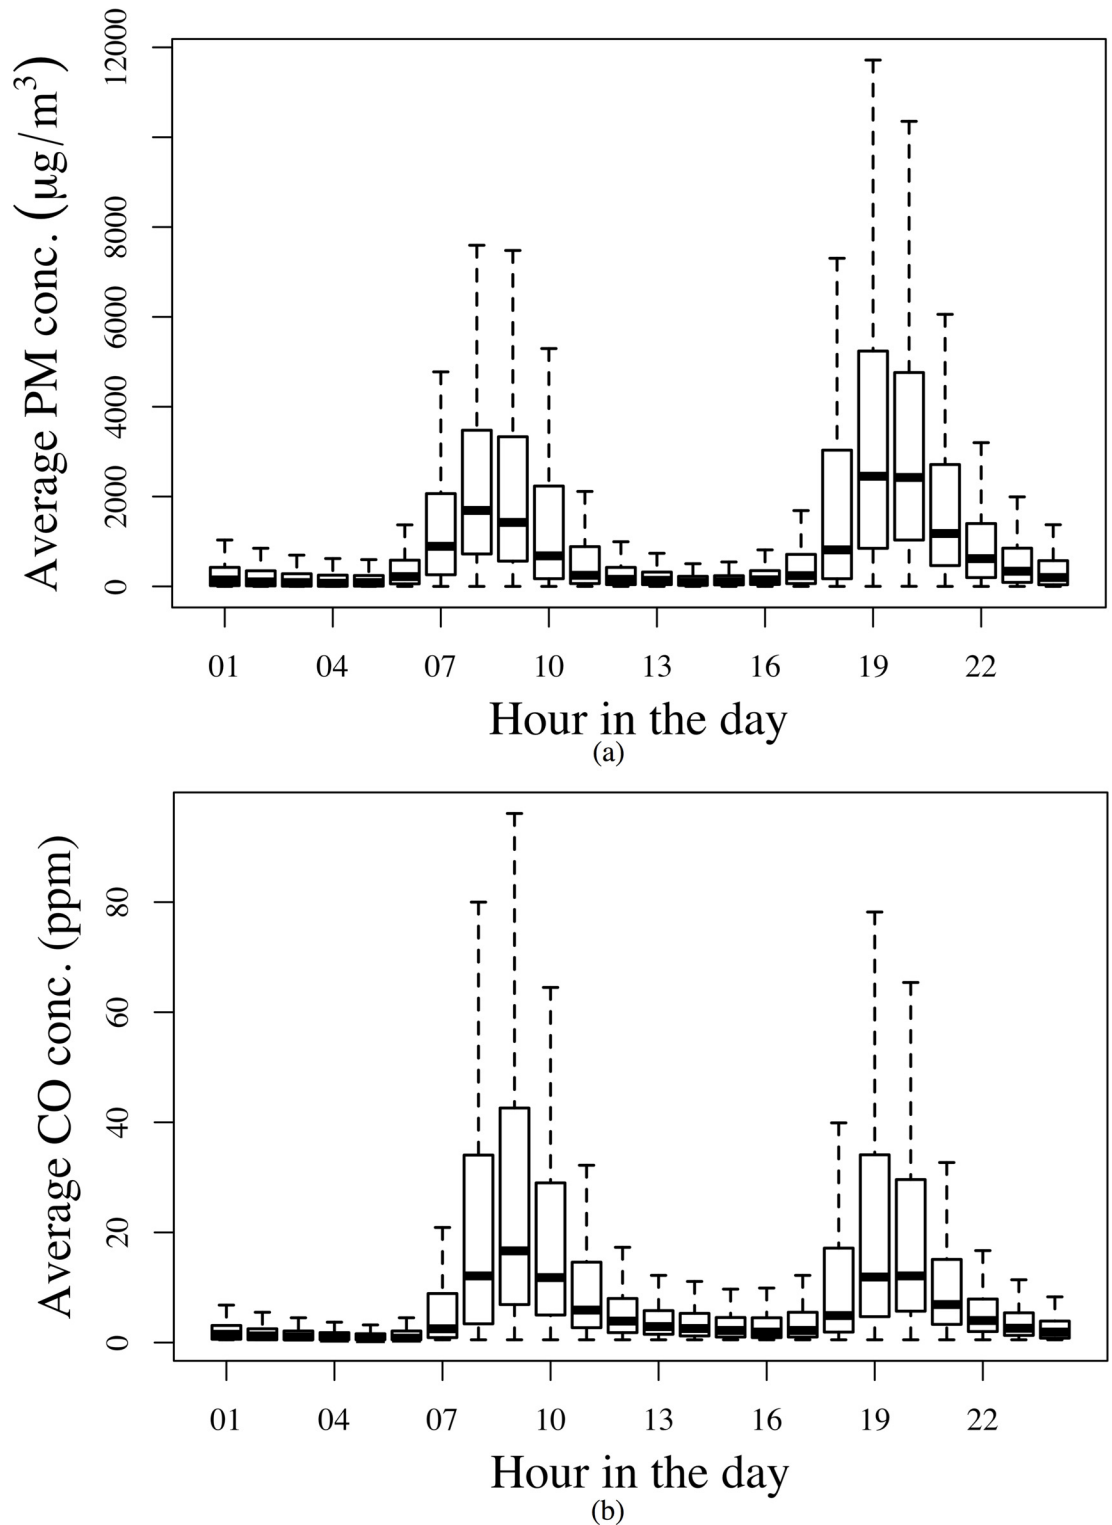 Average PM conc. (µg/m³)
12000
8000
6000
4000
2000
0
01 04 07 10 13 16 19 22
Hour in the day
(a)
Average CO conc. (ppm)
80
60
40
20
0
01 04 07 10 13 16 19 22
Hour in the day
(b)